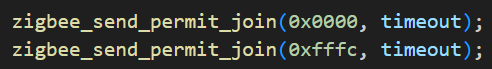 zigbee_send_permit_join(0x0000, timeout);
zigbee_send_permit_join(0xfffc, timeout);